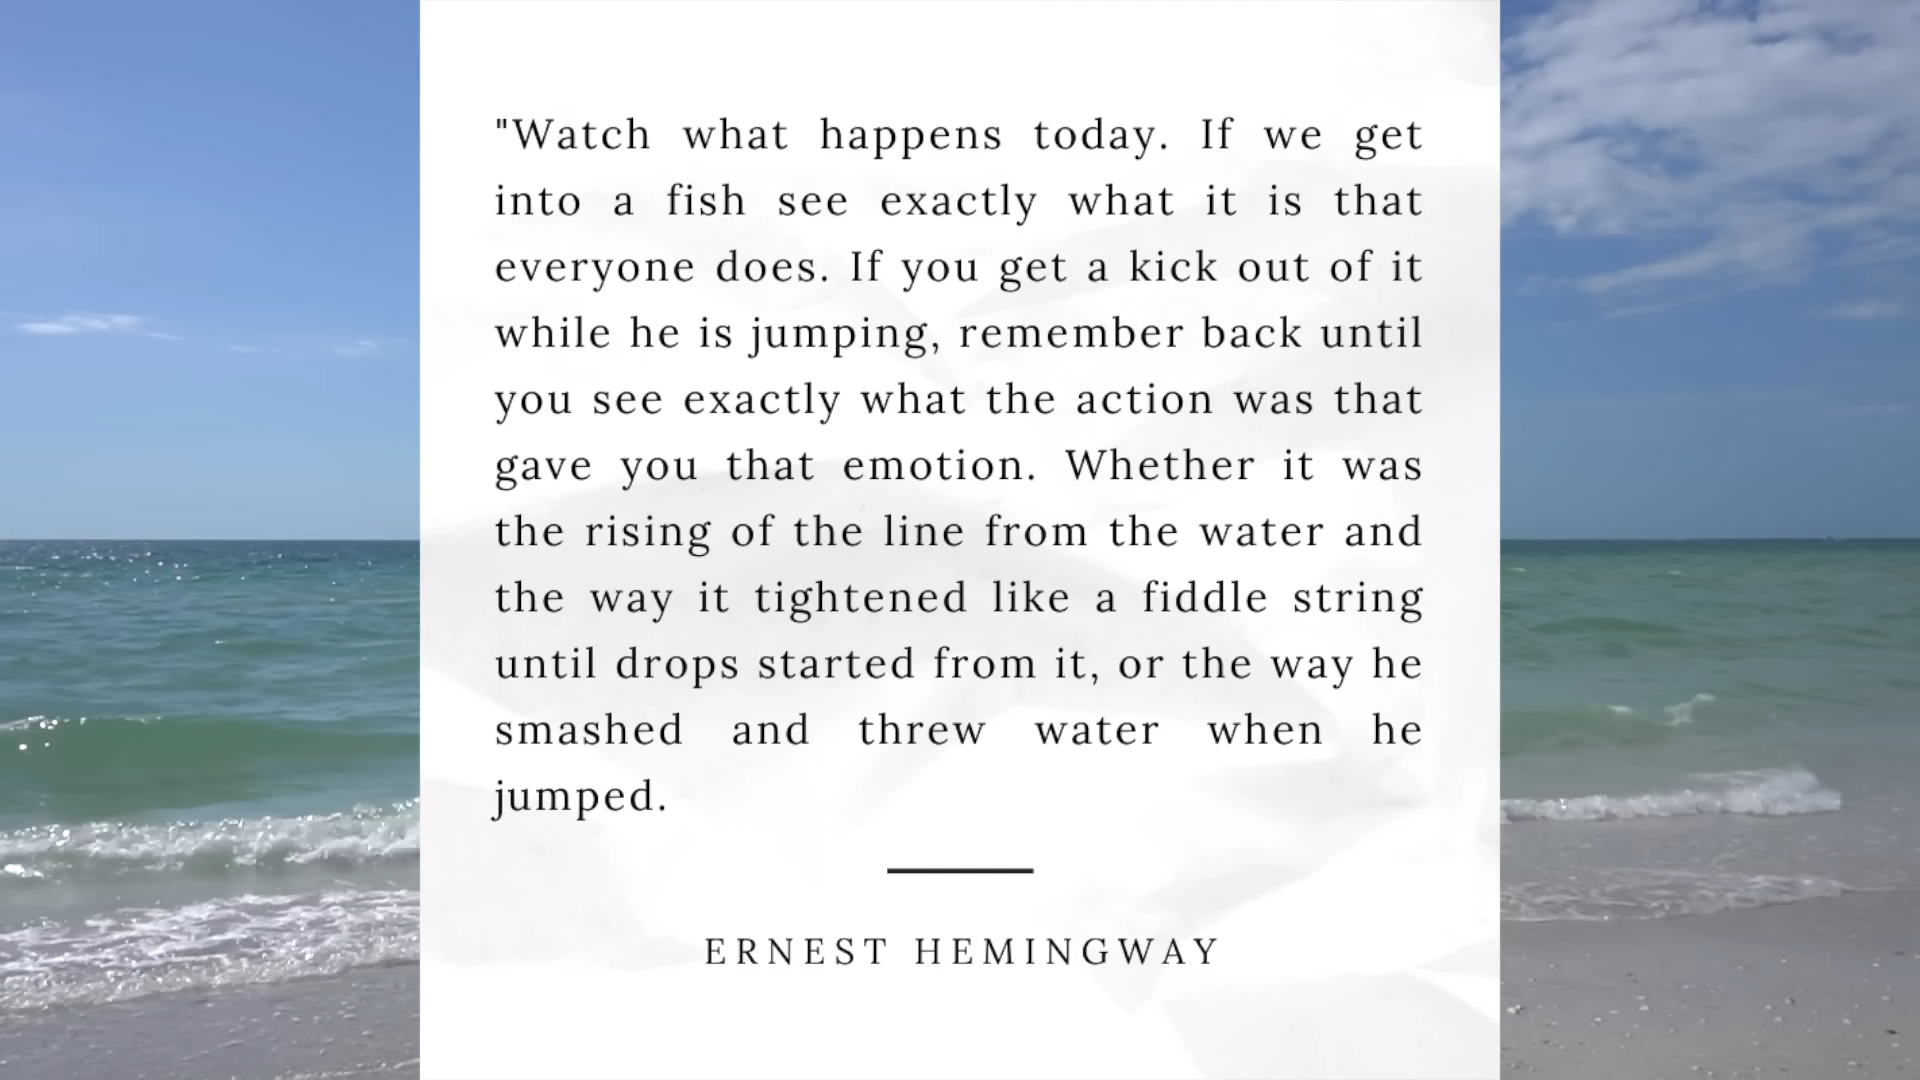 "Watch what happens today. If we get
into a fish see exactly what it is that
everyone does. If you get a kick out of it
while he is jumping, remember back until
you see exactly what the action was that
gave you that emotion. Whether it was
the rising of the line from the water and
the way it tightened like a fiddle string
until drops started from it, or the way he
smashed and threw water when he
jumped.
ERNEST HEMINGWAY